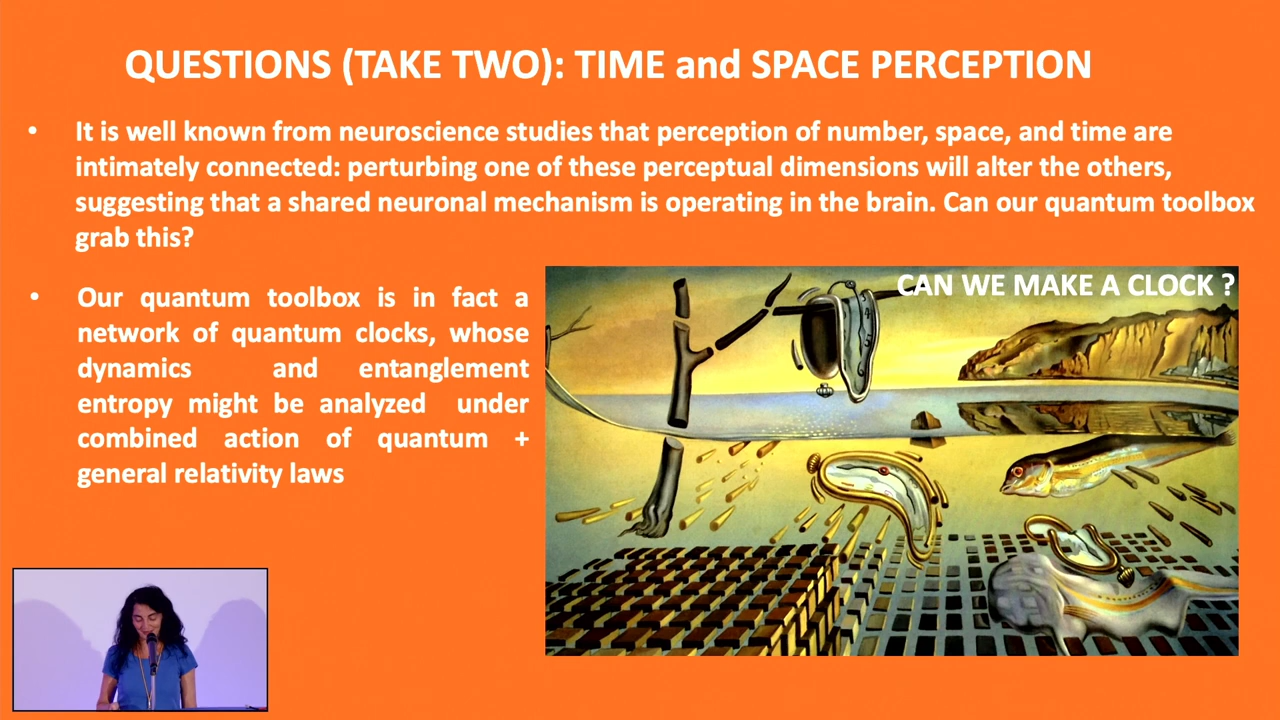 QUESTIONS (TAKE TWO): TIME and SPACE PERCEPTION
• It is well known from neuroscience studies that perception of number, space, and time are
intimately connected: perturbing one of these perceptual dimensions will alter the others,
suggesting that a shared neuronal mechanism is operating in the brain. Can our quantum toolbox
grab this?
• Our quantum toolbox is in fact a
network of quantum clocks, whose
dynamics and entanglement
entropy might be analyzed under
combined action of quantum +
general relativity laws
CAN WE MAKE A CLOCK ?